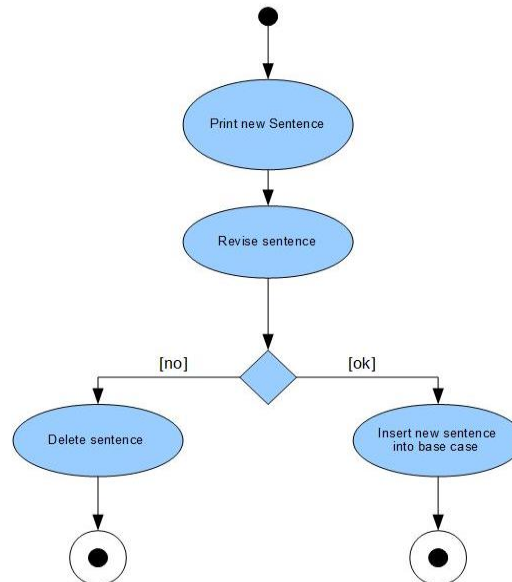 Print new Sentence
Revise sentence
[no]
[ok]
Delete sentence
Insert new sentence
into base case